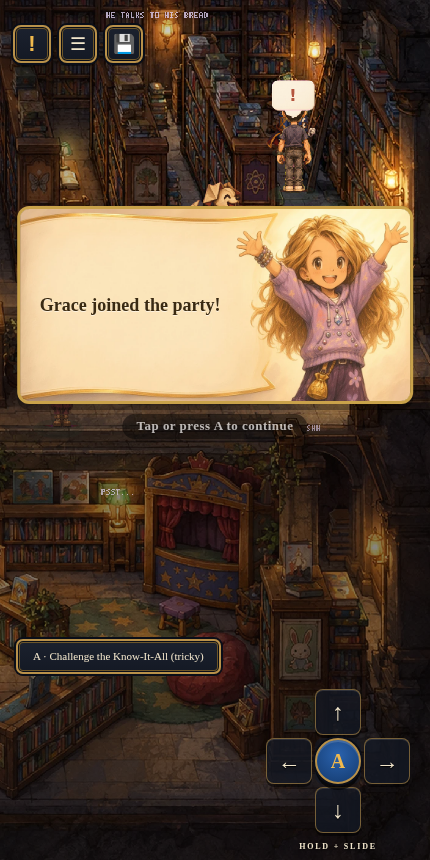 HE TALKS TO HIS BREAD
!
!
Grace joined the party!
Tap or press A to continue
SHH
PSST...
A · Challenge the Know-It-All (tricky)
↑
← A →
↓
HOLD + SLIDE